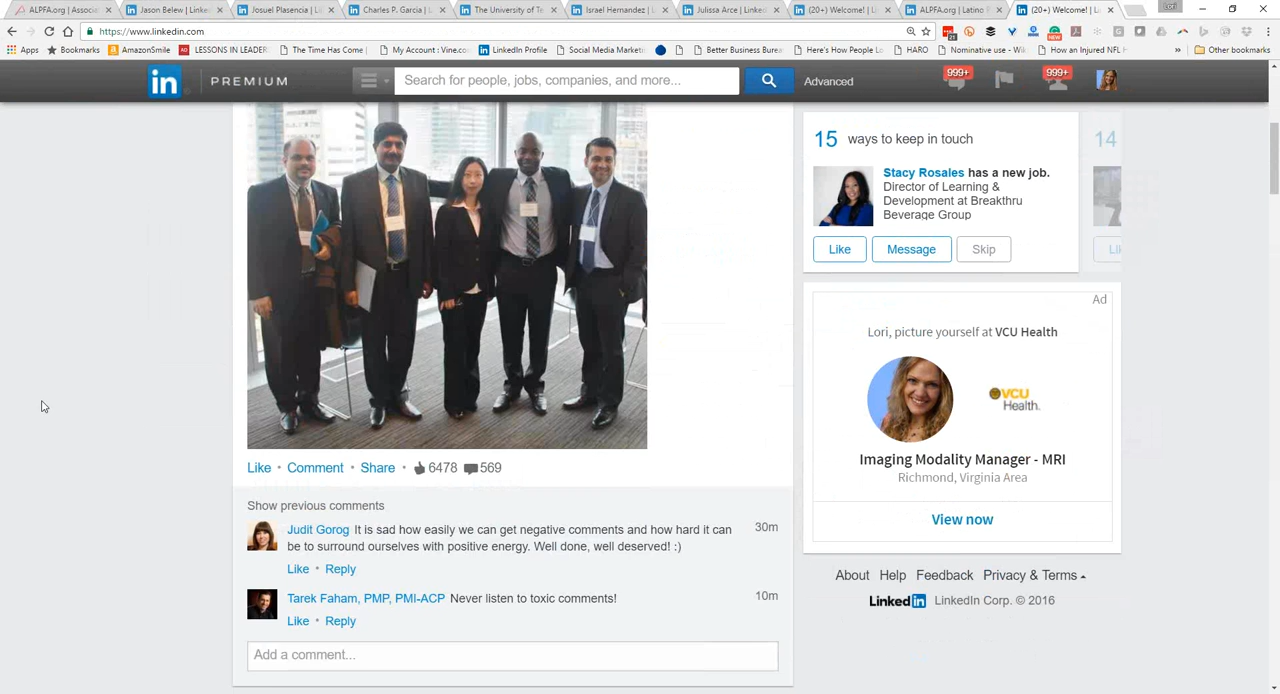 ALPFA.org | Associa
Jason Belew | Linked
Josuel Plasencia | Li
Charles P. Garcia | L
The University of Te
Israel Hernandez | L
Julissa Arce | Linked
(20+) Welcome! | L
ALPFA.org | Latino P
(20+) Welcome! | L
Lori
https://www.linkedin.com
Apps
Bookmarks
AmazonSmile
LESSONS IN LEADER
The Time Has Come
My Account : Vine.co
LinkedIn Profile
Social Media Market
Better Business Burea
Here's How People L
HARO
Nominative use - Wik
How an Injured NFL
Other bookmarks
in PREMIUM
Search for people, jobs, companies, and more...
Advanced
999+
999+
15 ways to keep in touch
14
Stacy Rosales has a new job.
Director of Learning &
Development at Breakthru
Beverage Group
Like
Message
Skip
Li
Ad
Lori, picture yourself at VCU Health
VCU
Health.
Imaging Modality Manager - MRI
Richmond, Virginia Area
View now
Like • Comment • Share • 6478 569
Show previous comments
Judit Gorog It is sad how easily we can get negative comments and how hard it can
be to surround ourselves with positive energy. Well done, well deserved! :)
30m
Like • Reply
Tarek Faham, PMP, PMI-ACP Never listen to toxic comments!
10m
Like • Reply
Add a comment...
About Help Feedback Privacy & Terms
LinkedIn LinkedIn Corp. © 2016